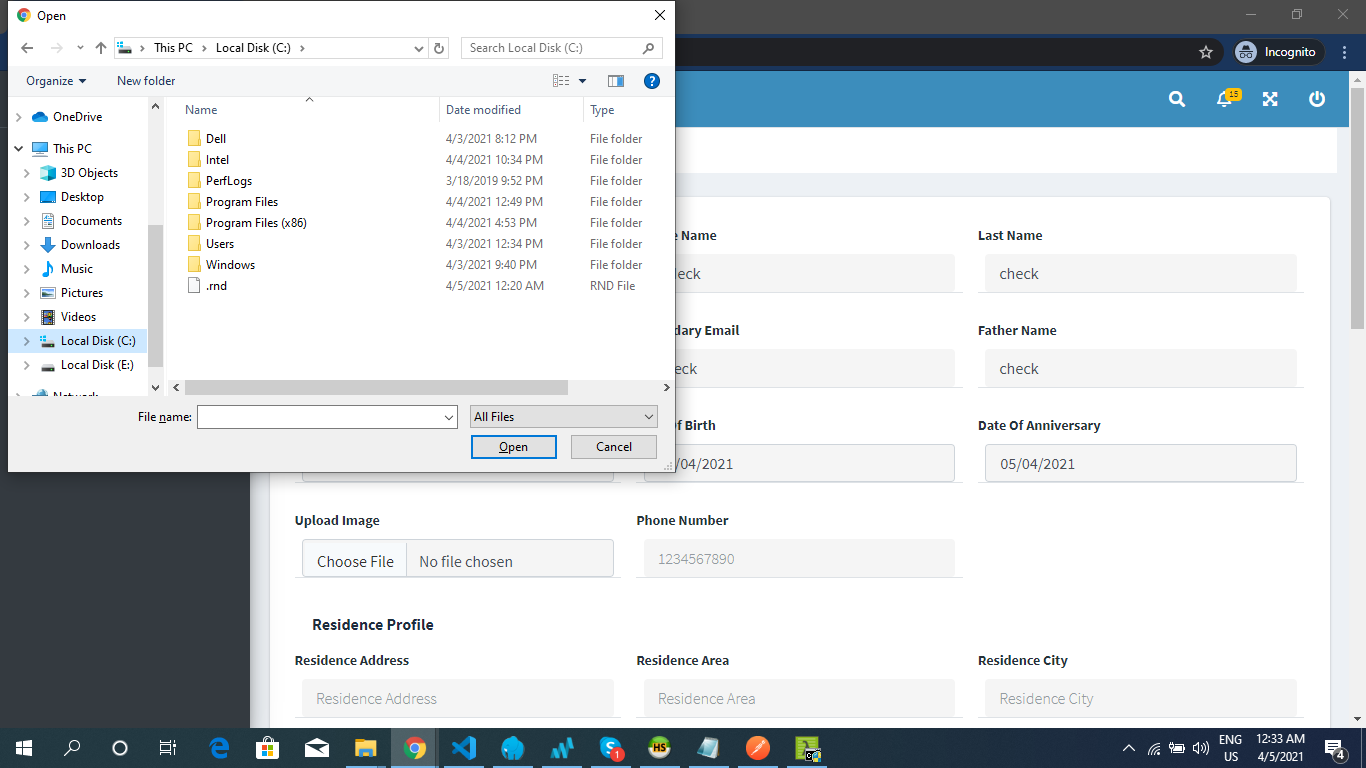 Open
This PC
Local Disk (C:)
Search Local Disk (C:)
Incognito
Organize
New folder
15
Name
Date modified
Type
OneDrive
This PC
3D Objects
Desktop
Documents
Downloads
Music
Pictures
Videos
Local Disk (C:)
Local Disk (E:)
Dell 4/3/2021 8:12 PM File folder
Intel 4/4/2021 10:34 PM File folder
PerfLogs 3/18/2019 9:52 PM File folder
Program Files 4/4/2021 12:49 PM File folder
Program Files (x86) 4/4/2021 4:53 PM File folder
Users 4/3/2021 12:34 PM File folder
Windows 4/3/2021 9:40 PM File folder
.rnd 4/5/2021 12:20 AM RND File
File name:
All Files
Open
Cancel
Name
Last Name
check
Email
Father Name
check
Birth
Date Of Anniversary
/04/2021
05/04/2021
Upload Image
Phone Number
Choose File
No file chosen
1234567890
Residence Profile
Residence Address
Residence Area
Residence City
Residence Address
Residence Area
Residence City
1
HS
ENG
US
12:33 AM
4/5/2021
4